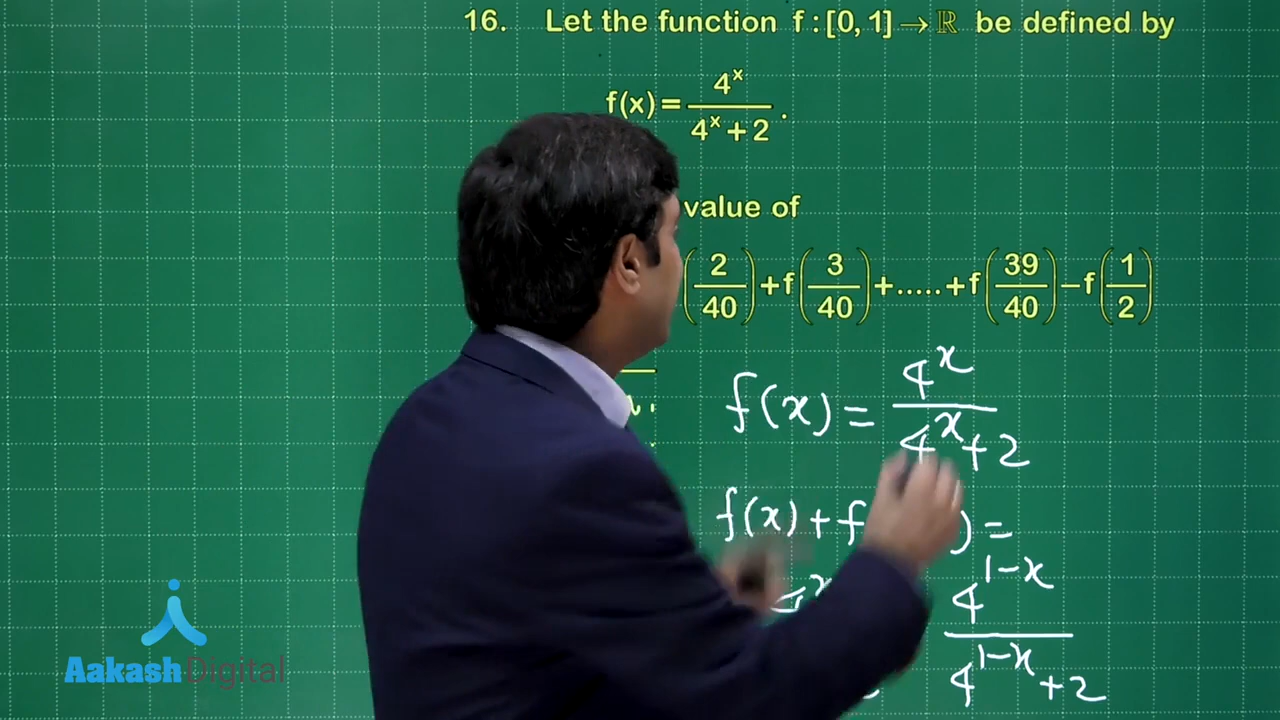 16. Let the function f : [0, 1] → ℝ be defined by
f(x) = 4^x / (4^x + 2) .
value of
(2/40) + f(3/40) + ..... + f(39/40) − f(1/2)
f(x) = 4^x / (4^x + 2)
f(x) + f ) =
4^x 4^(1-x) / (4^(1-x) + 2)
Aakash Digital